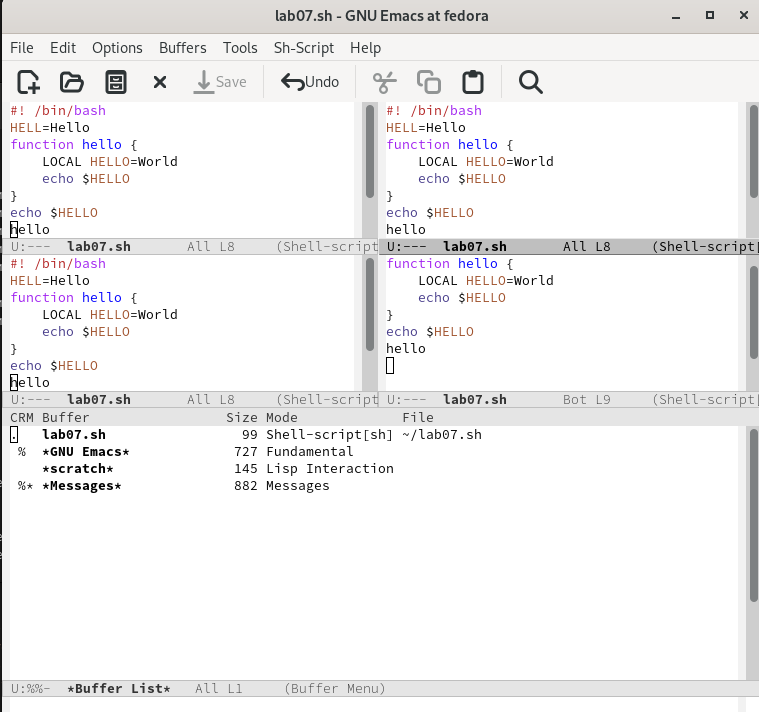 lab07.sh - GNU Emacs at fedora
File Edit Options Buffers Tools Sh-Script Help
Save Undo
#! /bin/bash
HELL=Hello
function hello {
    LOCAL HELLO=World
    echo $HELLO
}
echo $HELLO
hello
U:--- lab07.sh All L8 (Shell-script
#! /bin/bash
HELL=Hello
function hello {
    LOCAL HELLO=World
    echo $HELLO
}
echo $HELLO
hello
U:--- lab07.sh All L8 (Shell-script[
#! /bin/bash
HELL=Hello
function hello {
    LOCAL HELLO=World
    echo $HELLO
}
echo $HELLO
hello
U:--- lab07.sh All L8 (Shell-script
function hello {
    LOCAL HELLO=World
    echo $HELLO
}
echo $HELLO
hello
U:--- lab07.sh Bot L9 (Shell-script[
CRM Buffer Size Mode File
. lab07.sh 99 Shell-script[sh] ~/lab07.sh
% *GNU Emacs* 727 Fundamental
*scratch* 145 Lisp Interaction
%* *Messages* 882 Messages
U:%%- *Buffer List* All L1 (Buffer Menu)